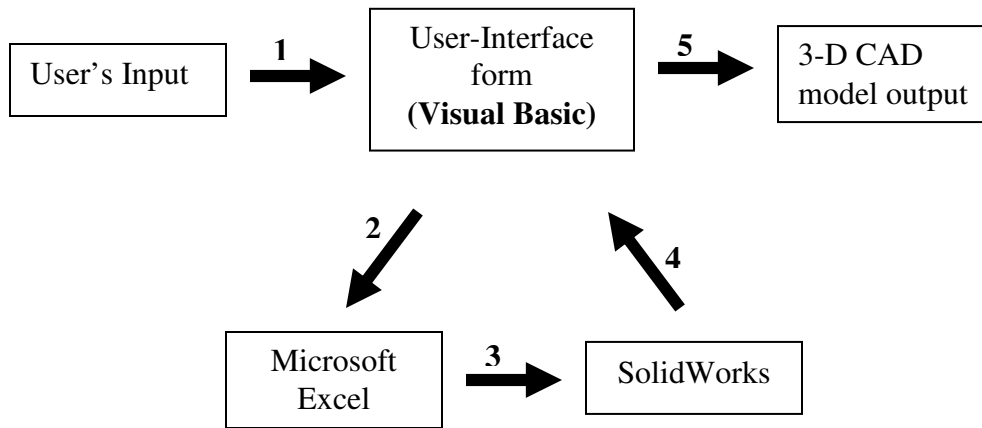 User's Input
1
User-Interface
form
(Visual Basic)
5
3-D CAD
model output
2
4
Microsoft
Excel
3
SolidWorks